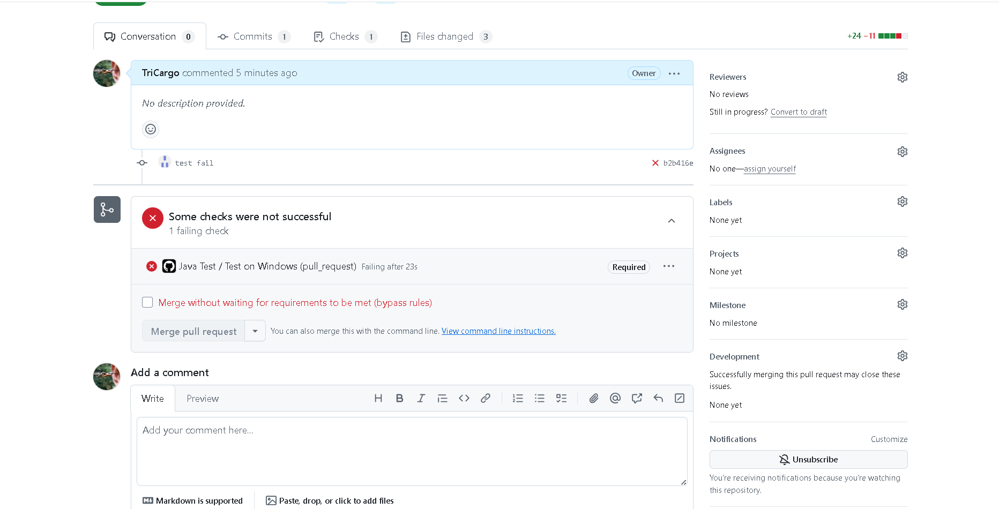 Conversation 0
Commits 1
Checks 1
Files changed 3
+24 −11
TriCargo commented 5 minutes ago
Owner
No description provided.
test fail
b2b416e
Some checks were not successful
1 failing check
Java Test / Test on Windows (pull_request) Failing after 23s
Required
Merge without waiting for requirements to be met (bypass rules)
Merge pull request
You can also merge this with the command line. View command line instructions.
Add a comment
Write
Preview
Add your comment here...
Markdown is supported
Paste, drop, or click to add files
Reviewers
No reviews
Still in progress? Convert to draft
Assignees
No one—assign yourself
Labels
None yet
Projects
None yet
Milestone
No milestone
Development
Successfully merging this pull request may close these
issues.
None yet
Notifications
Customize
Unsubscribe
You're receiving notifications because you're watching
this repository.